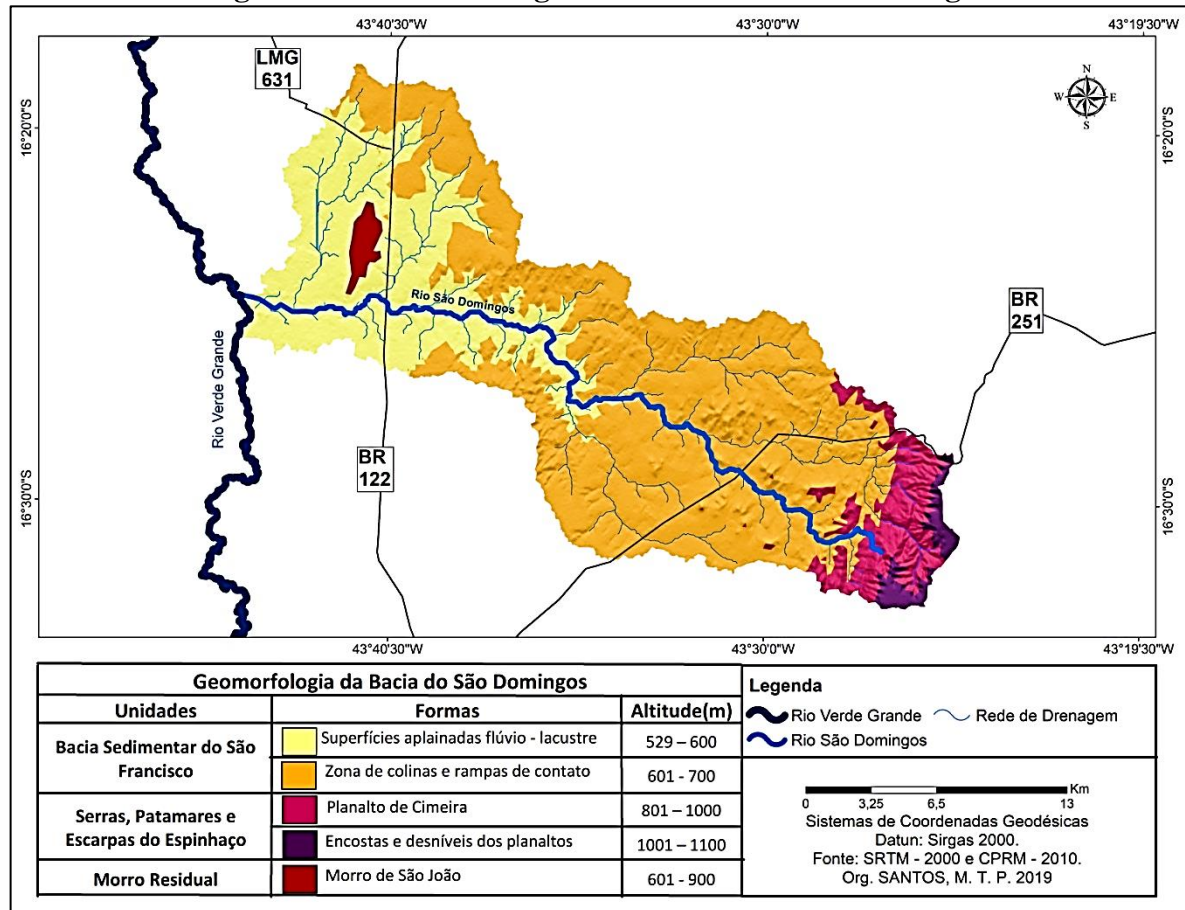 43°40'30"W
43°30'0"W
43°19'30"W
LMG
631
N
W E
S
16°20'0"S
16°20'0"S
Rio São Domingos
BR
251
Rio Verde Grande
BR
122
16°30'0"S
16°30'0"S
43°40'30"W
43°30'0"W
43°19'30"W
Geomorfologia da Bacia do São Domingos
Unidades Formas Altitude(m)
Bacia Sedimentar do São
Francisco
Superfícies aplainadas flúvio - lacustre 529 – 600
Zona de colinas e rampas de contato 601 - 700
Serras, Patamares e
Escarpas do Espinhaço
Planalto de Cimeira 801 – 1000
Encostas e desníveis dos planaltos 1001 – 1100
Morro Residual Morro de São João 601 - 900
Legenda
Rio Verde Grande Rede de Drenagem
Rio São Domingos
Km
0 3,25 6,5 13
Sistemas de Coordenadas Geodésicas
Datun: Sirgas 2000.
Fonte: SRTM - 2000 e CPRM - 2010.
Org. SANTOS, M. T. P. 2019